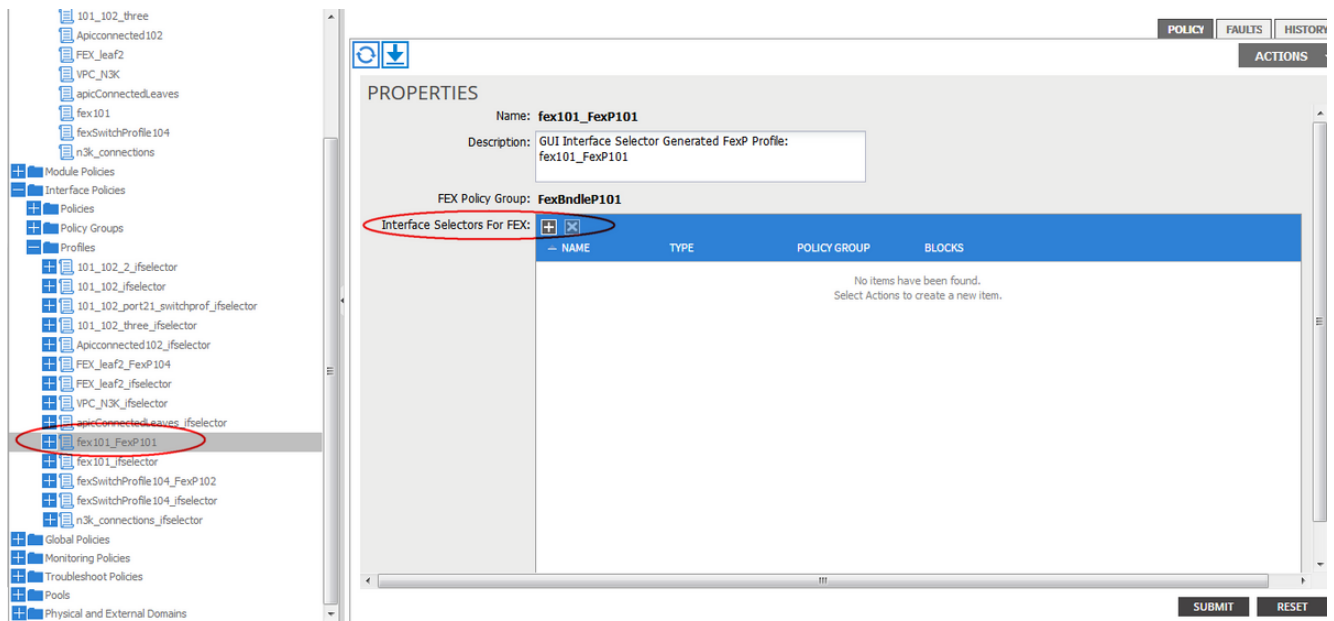 101_102_three
Apicconnected102
FEX_leaf2
VPC_N3K
apicConnectedLeaves
fex101
fexSwitchProfile104
n3k_connections
Module Policies
Interface Policies
Policies
Policy Groups
Profiles
101_102_2_ifselector
101_102_ifselector
101_102_port21_switchprof_ifselector
101_102_three_ifselector
Apicconnected102_ifselector
FEX_leaf2_FexP104
FEX_leaf2_ifselector
VPC_N3K_ifselector
apicConnectedLeaves_ifselector
fex101_FexP101
fex101_ifselector
fexSwitchProfile104_FexP102
fexSwitchProfile104_ifselector
n3k_connections_ifselector
Global Policies
Monitoring Policies
Troubleshoot Policies
Pools
Physical and External Domains
POLICY FAULTS HISTORY
ACTIONS
PROPERTIES
Name: fex101_FexP101
Description: GUI Interface Selector Generated FexP Profile:
fex101_FexP101
FEX Policy Group: FexBndleP101
Interface Selectors For FEX:
NAME TYPE POLICY GROUP BLOCKS
No items have been found.
Select Actions to create a new item.
SUBMIT RESET